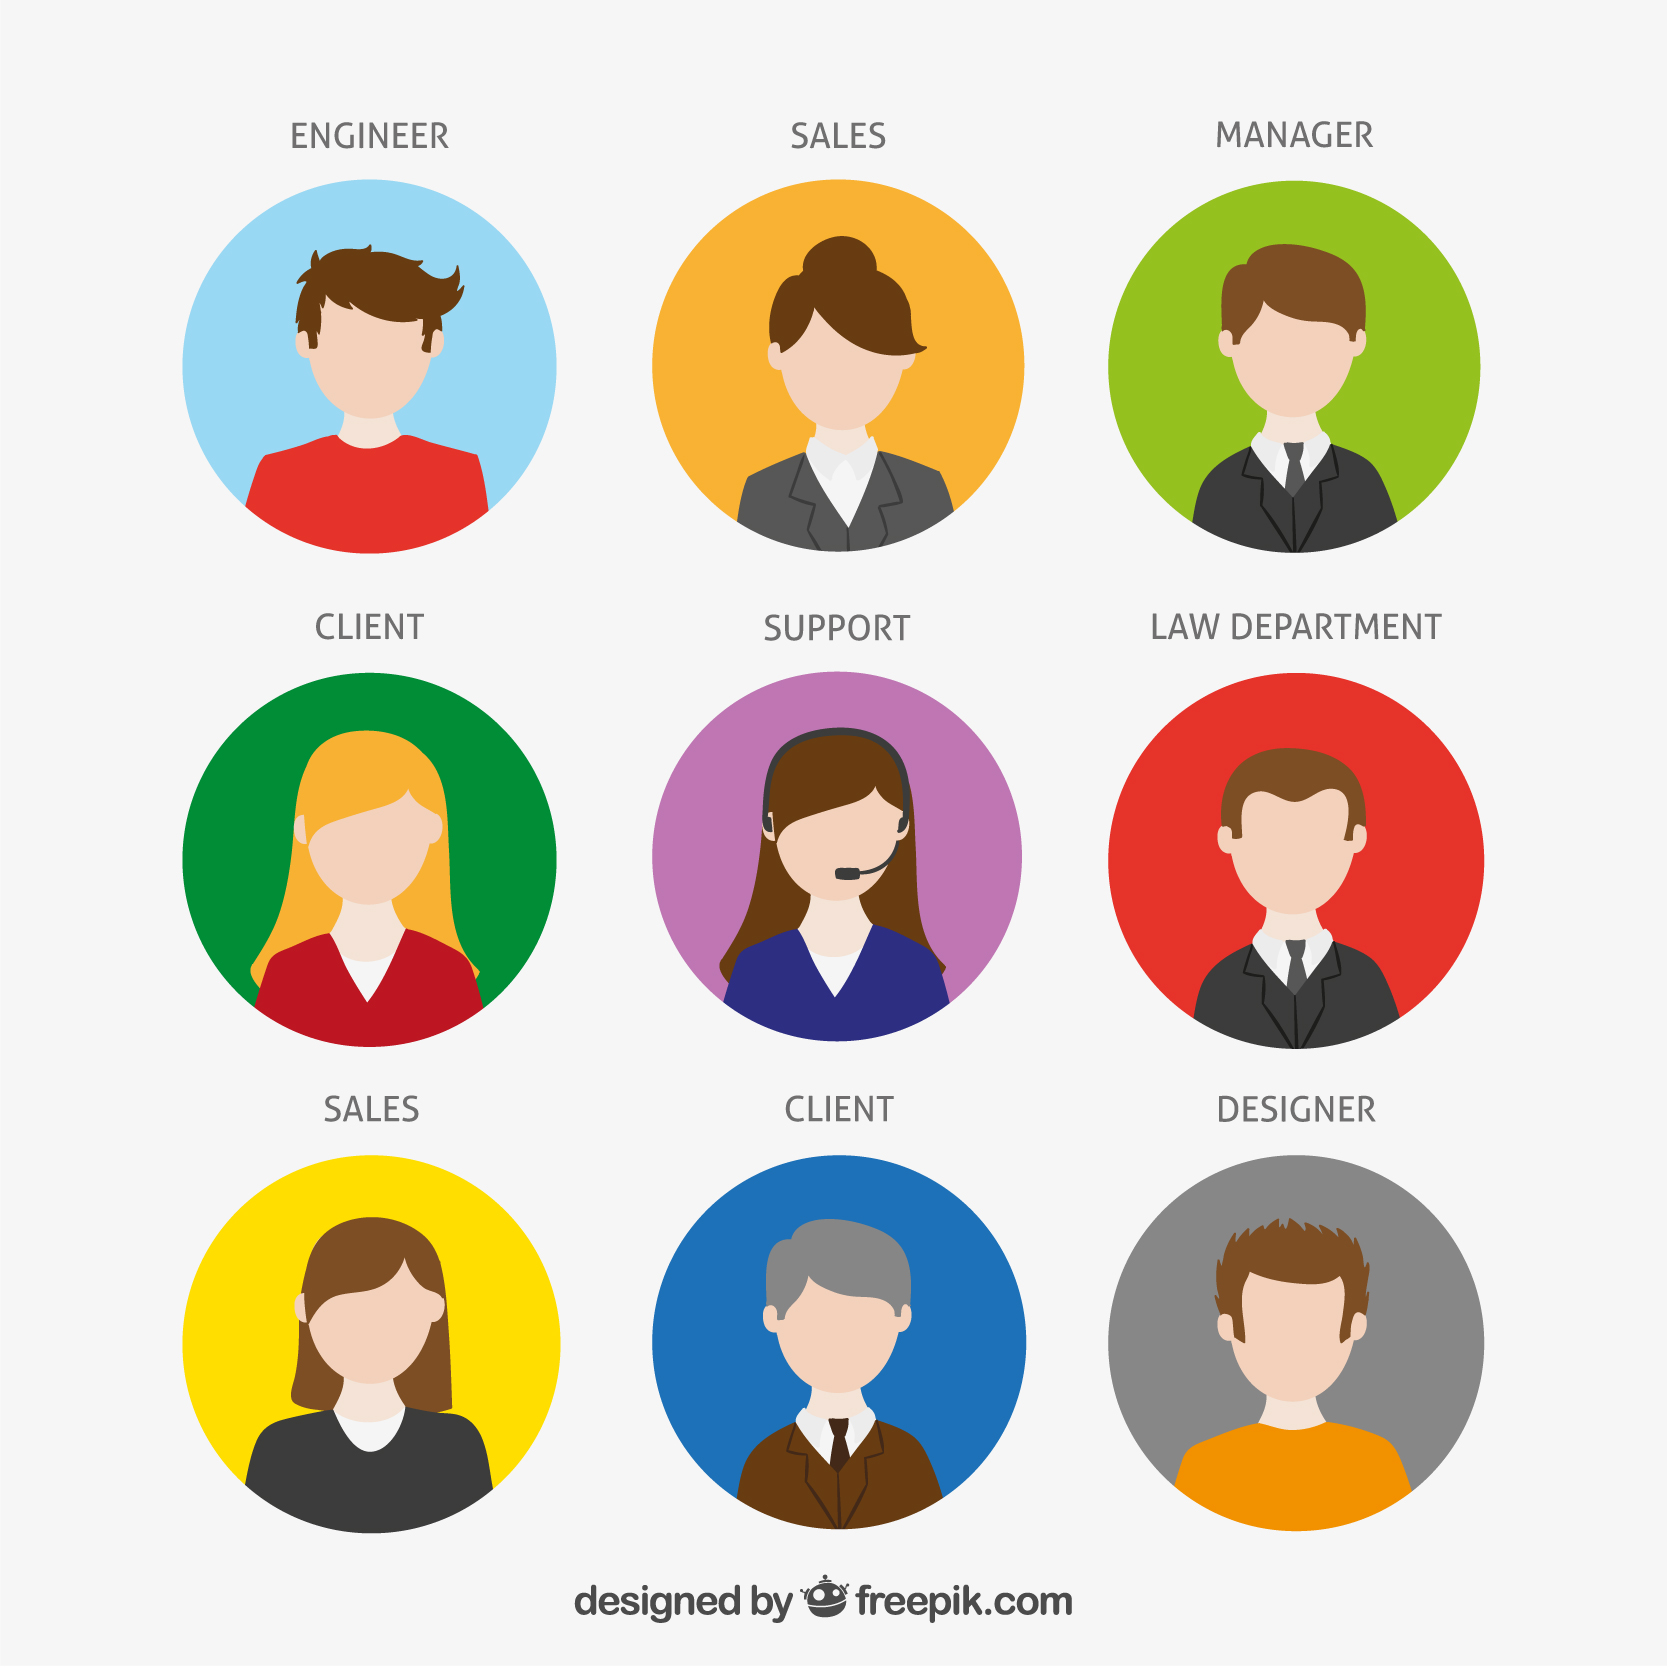 ENGINEER
SALES
MANAGER
CLIENT
SUPPORT
LAW DEPARTMENT
SALES
CLIENT
DESIGNER
designed by freepik.com